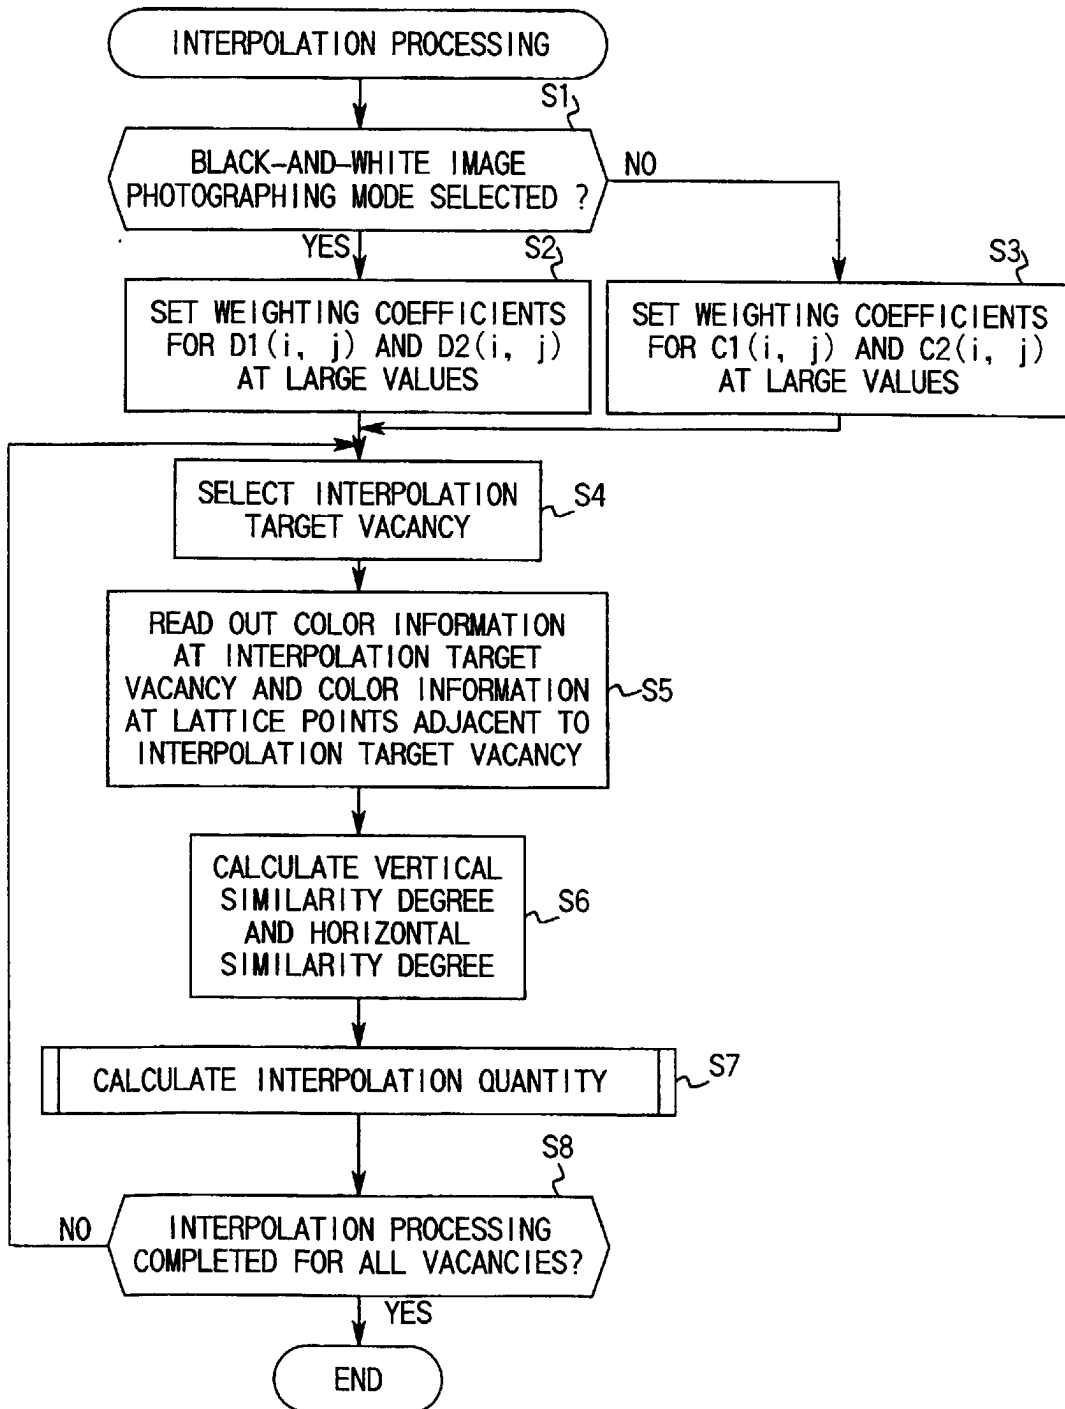 INTERPOLATION PROCESSING
S1
BLACK-AND-WHITE IMAGE
PHOTOGRAPHING MODE SELECTED ?
NO
YES
S2
S3
SET WEIGHTING COEFFICIENTS
FOR D1(i, j) AND D2(i, j)
AT LARGE VALUES
SET WEIGHTING COEFFICIENTS
FOR C1(i, j) AND C2(i, j)
AT LARGE VALUES
SELECT INTERPOLATION
TARGET VACANCY
S4
READ OUT COLOR INFORMATION
AT INTERPOLATION TARGET
VACANCY AND COLOR INFORMATION
AT LATTICE POINTS ADJACENT TO
INTERPOLATION TARGET VACANCY
S5
CALCULATE VERTICAL
SIMILARITY DEGREE
AND HORIZONTAL
SIMILARITY DEGREE
S6
CALCULATE INTERPOLATION QUANTITY
S7
S8
INTERPOLATION PROCESSING
COMPLETED FOR ALL VACANCIES?
NO
YES
END